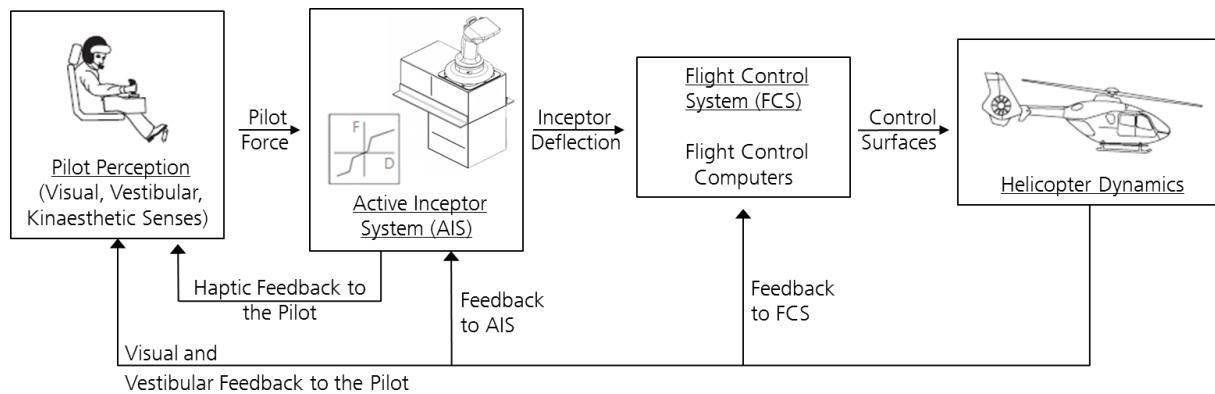 Pilot Perception
(Visual, Vestibular,
Kinaesthetic Senses)
Pilot
Force
F
D
Active Inceptor
System (AIS)
Inceptor
Deflection
Flight Control
System (FCS)
Flight Control
Computers
Control
Surfaces
Helicopter Dynamics
Haptic Feedback to
the Pilot
Feedback
to AIS
Feedback
to FCS
Visual and
Vestibular Feedback to the Pilot